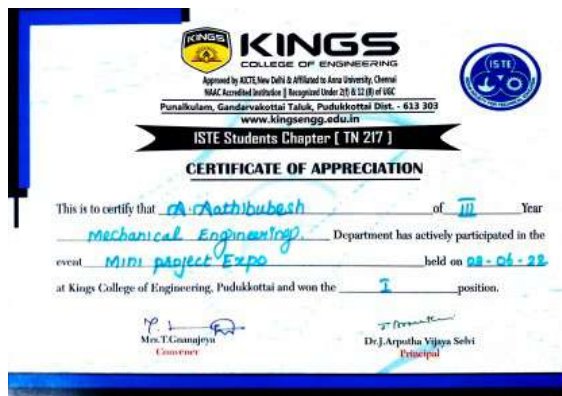 KINGS
KINGS
COLLEGE OF ENGINEERING
Approved by AICTE, New Delhi & Affiliated to Anna University, Chennai
NAAC Accredited Institution || Recognized Under 2(f) & 12 (B) of UGC
Punalkulam, Gandarvakottai Taluk, Pudukkottai Dist. - 613 303
www.kingsengg.edu.in
ISTE
ISTE Students Chapter [ TN 217 ]
CERTIFICATE OF APPRECIATION
This is to certify that A. Mathibubesh of III Year
Mechanical Engineering. Department has actively participated in the
event Mini project Expo held on 08-06-22
at Kings College of Engineering, Pudukkottai and won the I position.
Mrs.T.Gnanajeya
Convener
Dr.J.Arputha Vijaya Selvi
Principal